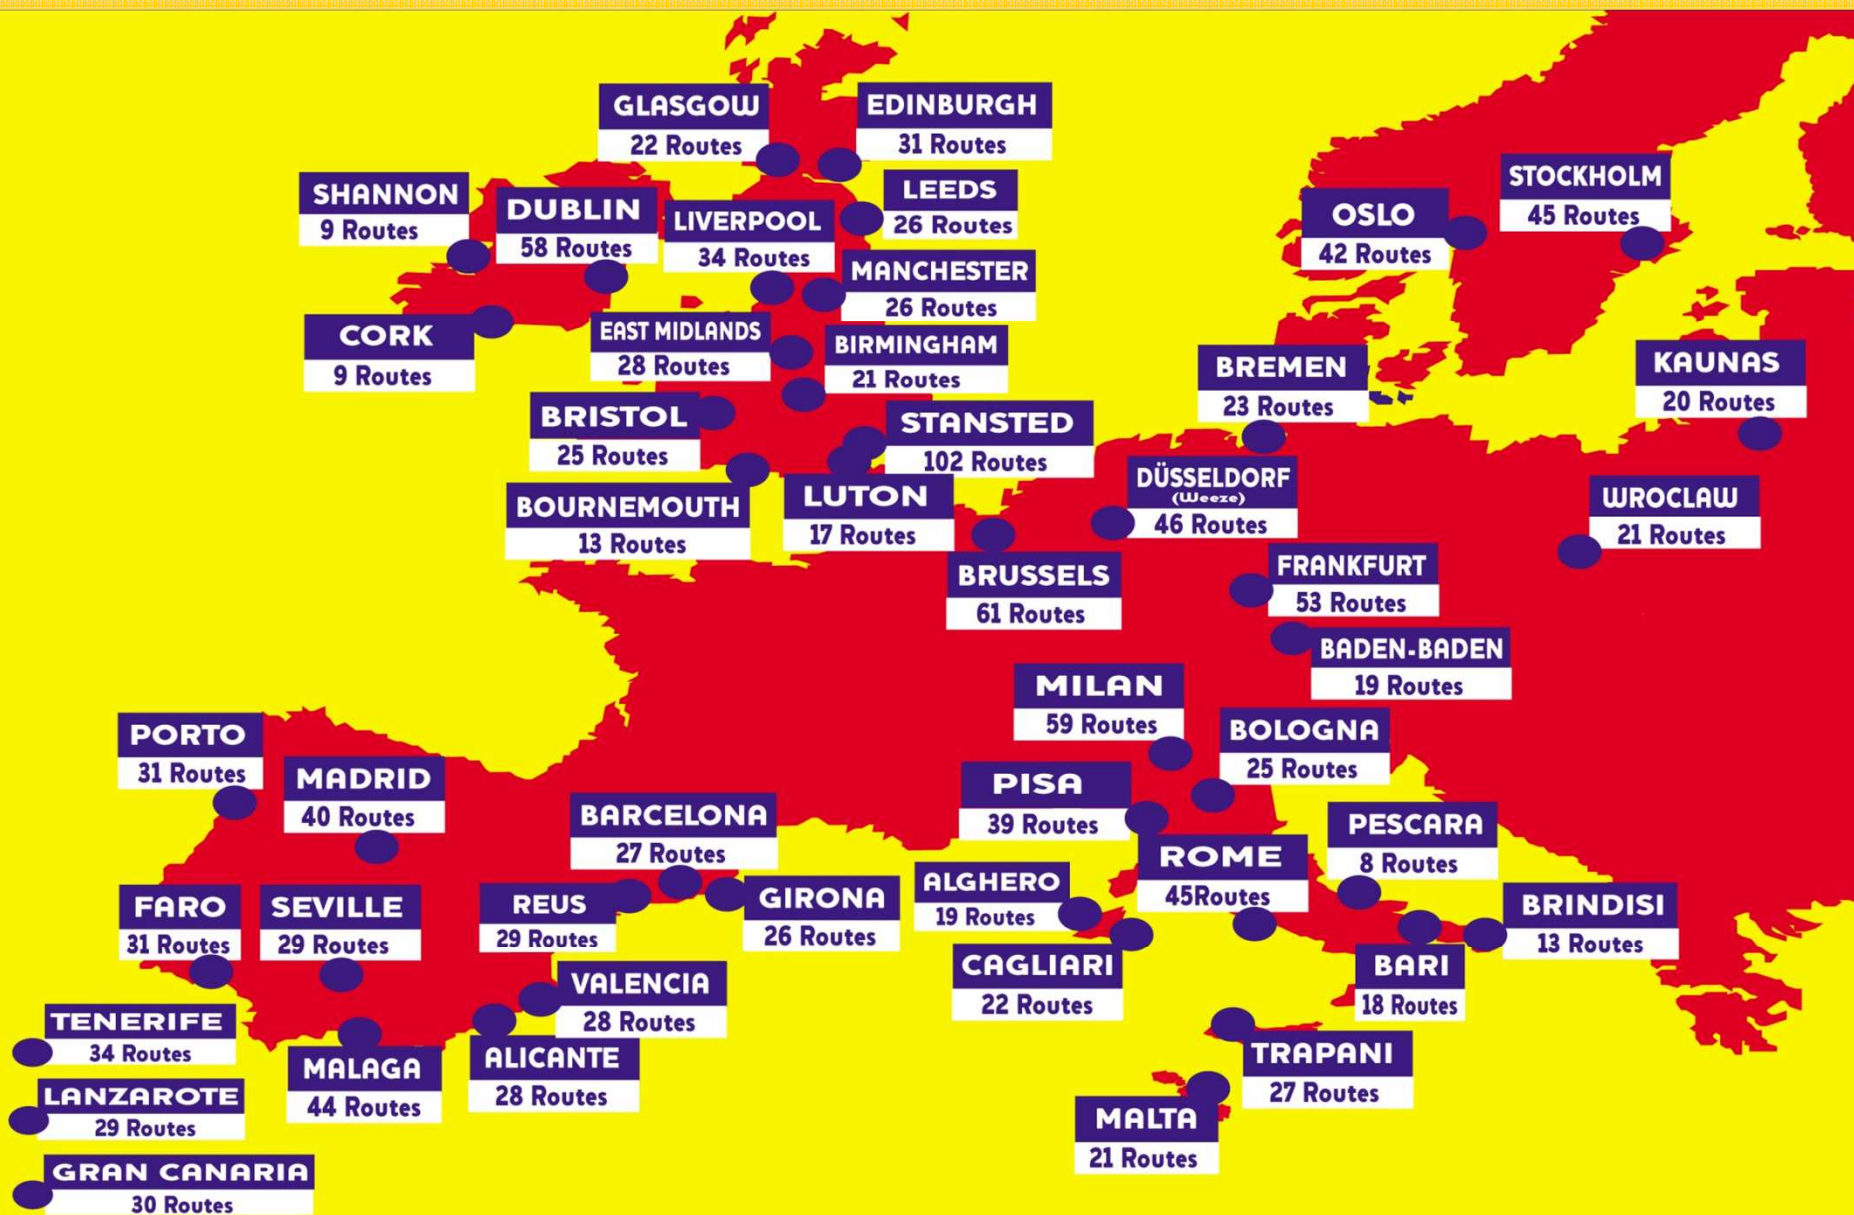 GLASGOW
22 Routes
EDINBURGH
31 Routes
SHANNON
9 Routes
DUBLIN
58 Routes
LIVERPOOL
34 Routes
LEEDS
26 Routes
MANCHESTER
26 Routes
OSLO
42 Routes
STOCKHOLM
45 Routes
CORK
9 Routes
EAST MIDLANDS
28 Routes
BIRMINGHAM
21 Routes
BREMEN
23 Routes
KAUNAS
20 Routes
BRISTOL
25 Routes
STANSTED
102 Routes
BOURNEMOUTH
13 Routes
LUTON
17 Routes
DÜSSELDORF
(Weeze)
46 Routes
WROCLAW
21 Routes
BRUSSELS
61 Routes
FRANKFURT
53 Routes
BADEN-BADEN
19 Routes
MILAN
59 Routes
BOLOGNA
25 Routes
PORTO
31 Routes
MADRID
40 Routes
BARCELONA
27 Routes
PISA
39 Routes
ROME
45Routes
PESCARA
8 Routes
FARO
31 Routes
SEVILLE
29 Routes
REUS
29 Routes
GIRONA
26 Routes
ALGHERO
19 Routes
CAGLIARI
22 Routes
BARI
18 Routes
BRINDISI
13 Routes
VALENCIA
28 Routes
TENERIFE
34 Routes
MALAGA
44 Routes
ALICANTE
28 Routes
TRAPANI
27 Routes
LANZAROTE
29 Routes
MALTA
21 Routes
GRAN CANARIA
30 Routes